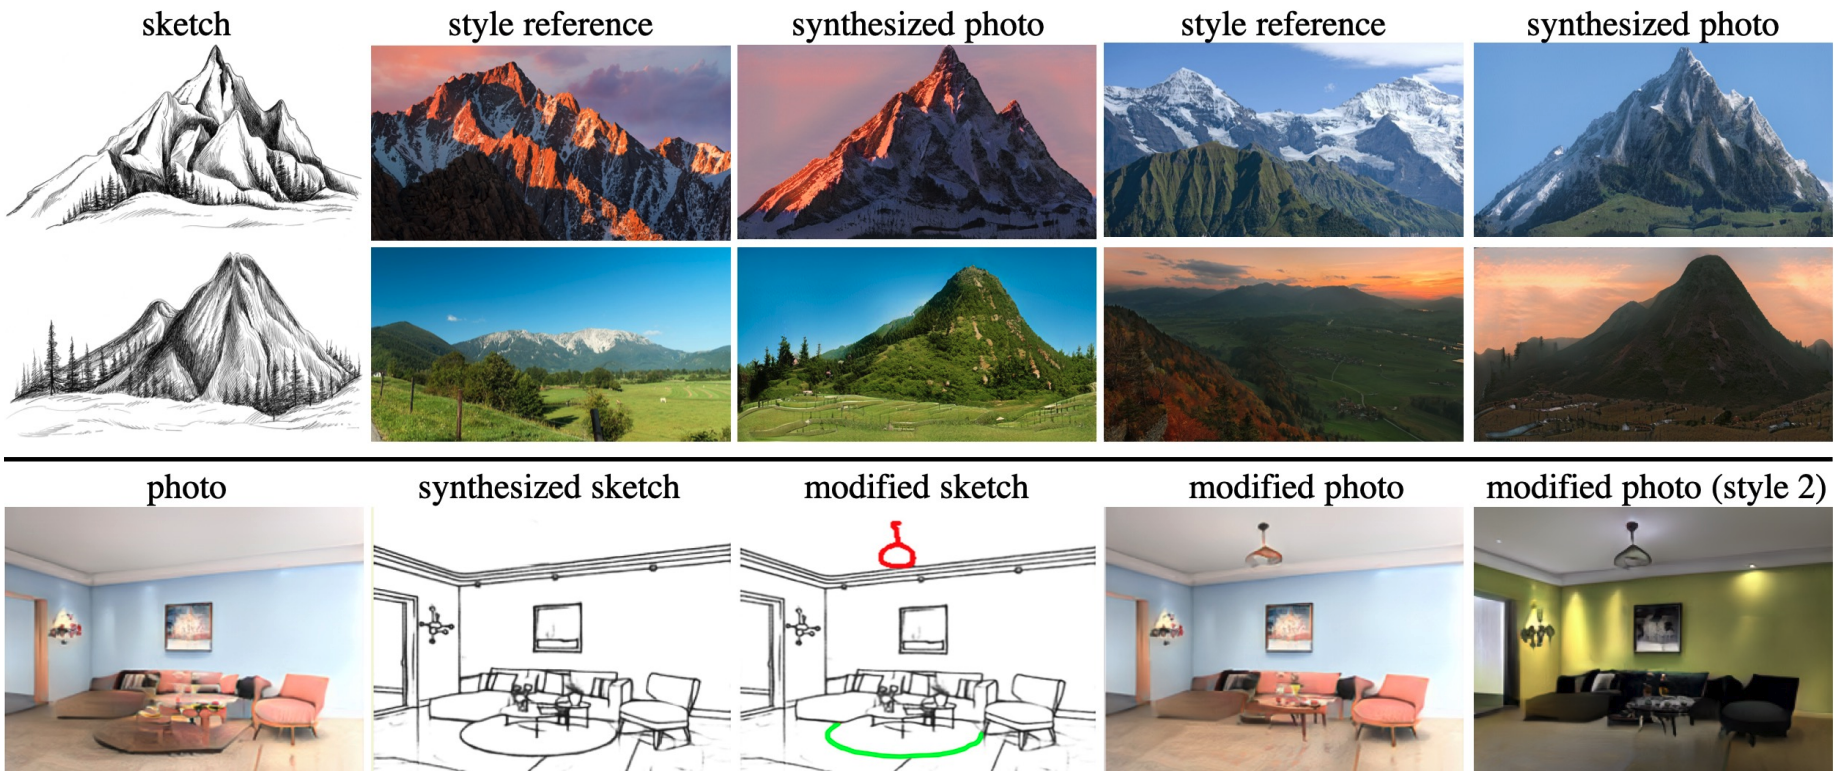 sketch
style reference
synthesized photo
style reference
synthesized photo
photo
synthesized sketch
modified sketch
modified photo
modified photo (style 2)